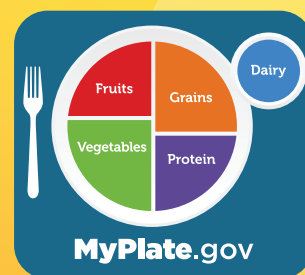 Fruits
Grains
Dairy
Vegetables
Protein
MyPlate.gov